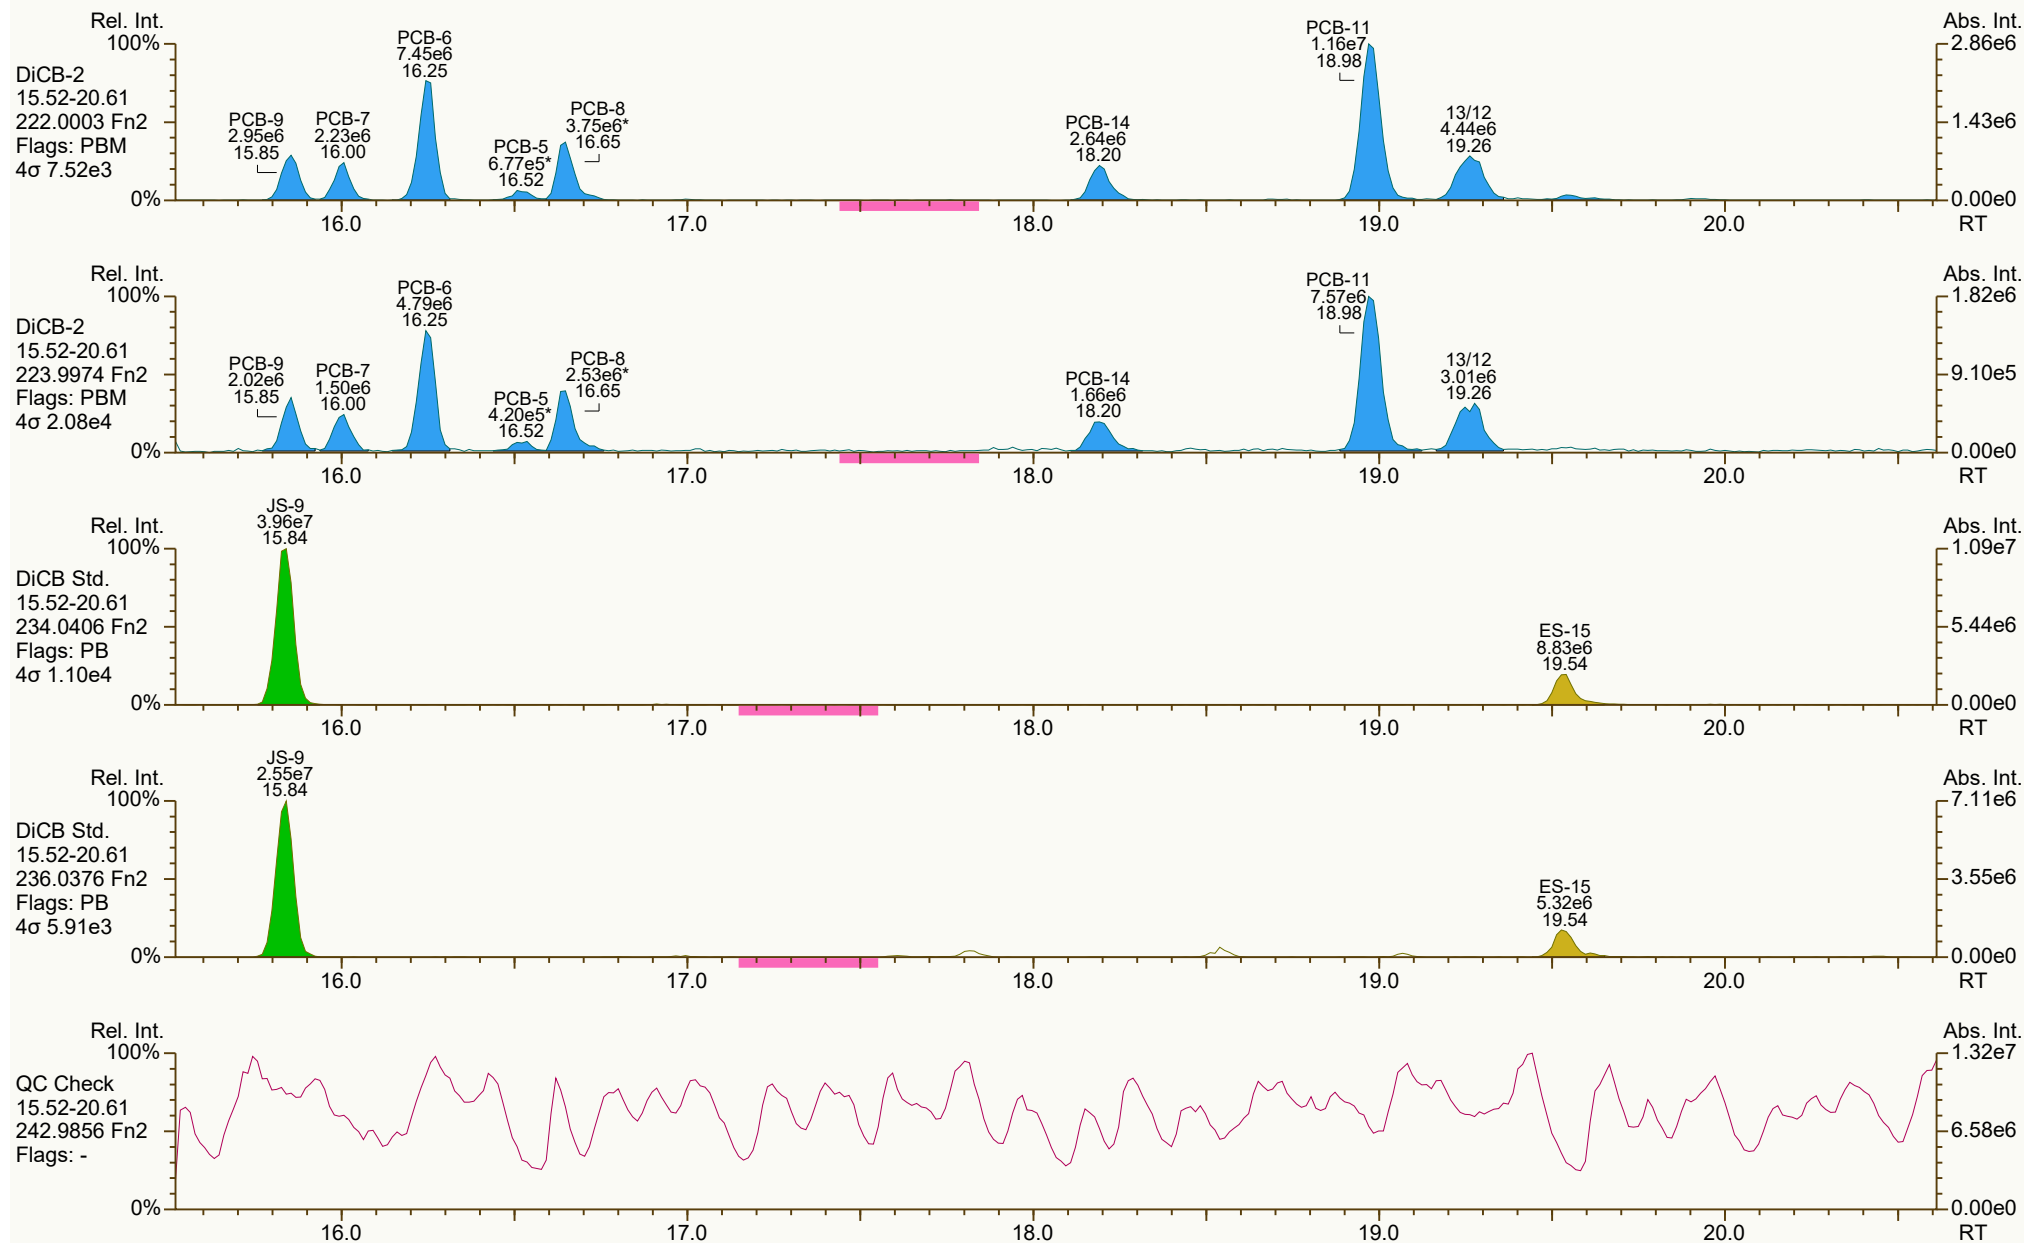 Rel. Int.
Abs. Int.
100%
0%
DiCB-2
15.52-20.61
222.0003 Fn2
Flags: PBM
4σ 7.52e3
PCB-9
2.95e6
15.85
PCB-7
2.23e6
16.00
PCB-6
7.45e6
16.25
PCB-5
6.77e5*
16.52
PCB-8
3.75e6*
16.65
PCB-14
2.64e6
18.20
PCB-11
1.16e7
18.98
13/12
4.44e6
19.26
2.86e6
1.43e6
0.00e0
16.0 17.0 18.0 19.0 20.0 RT
Rel. Int.
Abs. Int.
100%
0%
DiCB-2
15.52-20.61
223.9974 Fn2
Flags: PBM
4σ 2.08e4
PCB-9
2.02e6
15.85
PCB-7
1.50e6
16.00
PCB-6
4.79e6
16.25
PCB-5
4.20e5*
16.52
PCB-8
2.53e6*
16.65
PCB-14
1.66e6
18.20
PCB-11
7.57e6
18.98
13/12
3.01e6
19.26
1.82e6
9.10e5
0.00e0
16.0 17.0 18.0 19.0 20.0 RT
Rel. Int.
Abs. Int.
100%
0%
DiCB Std.
15.52-20.61
234.0406 Fn2
Flags: PB
4σ 1.10e4
JS-9
3.96e7
15.84
ES-15
8.83e6
19.54
1.09e7
5.44e6
0.00e0
16.0 17.0 18.0 19.0 20.0 RT
Rel. Int.
Abs. Int.
100%
0%
DiCB Std.
15.52-20.61
236.0376 Fn2
Flags: PB
4σ 5.91e3
JS-9
2.55e7
15.84
ES-15
5.32e6
19.54
7.11e6
3.55e6
0.00e0
16.0 17.0 18.0 19.0 20.0 RT
Rel. Int.
Abs. Int.
100%
0%
QC Check
15.52-20.61
242.9856 Fn2
Flags: -
1.32e7
6.58e6
0.00e0
16.0 17.0 18.0 19.0 20.0 RT